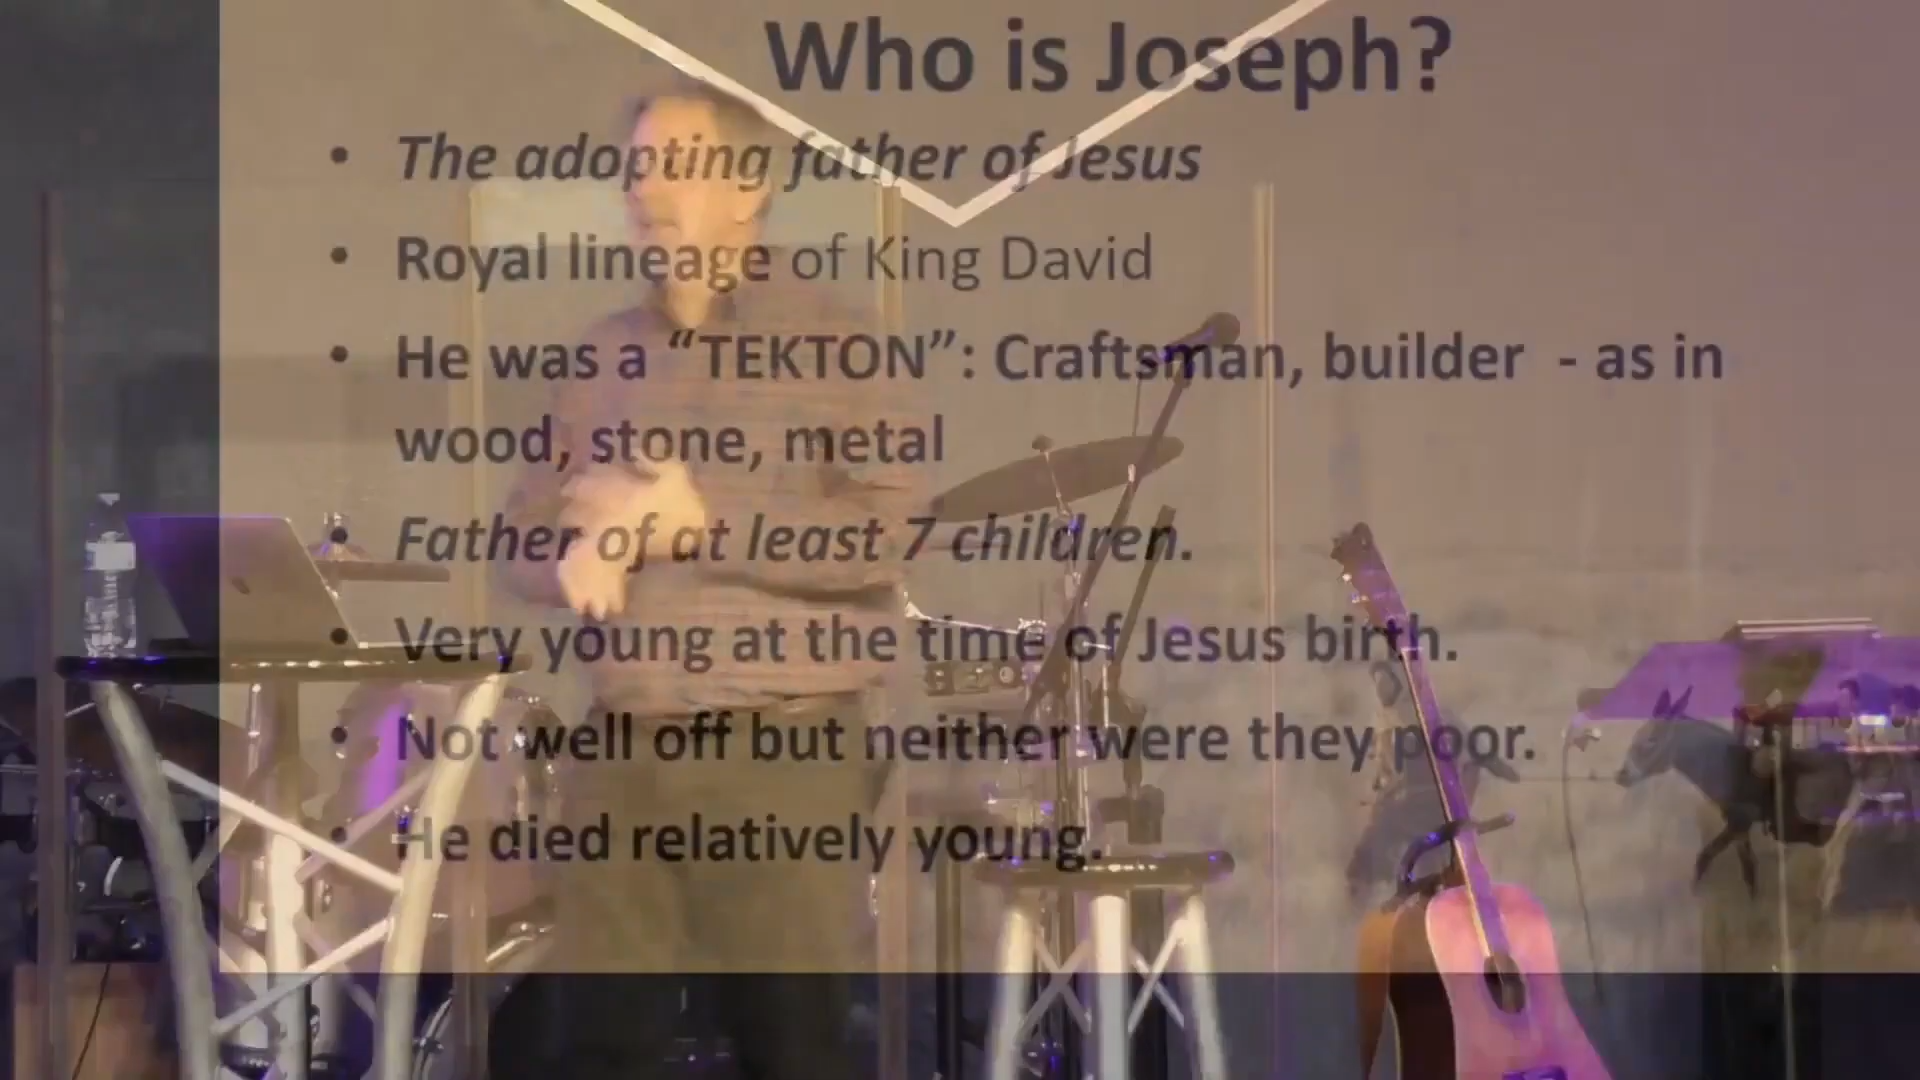 Who is Joseph?
• The adopting father of Jesus
• Royal lineage of King David
• He was a “TEKTON”: Craftsman, builder - as in
wood, stone, metal
• Father of at least 7 children.
• Very young at the time of Jesus birth.
• Not well off but neither were they poor.
• He died relatively young.